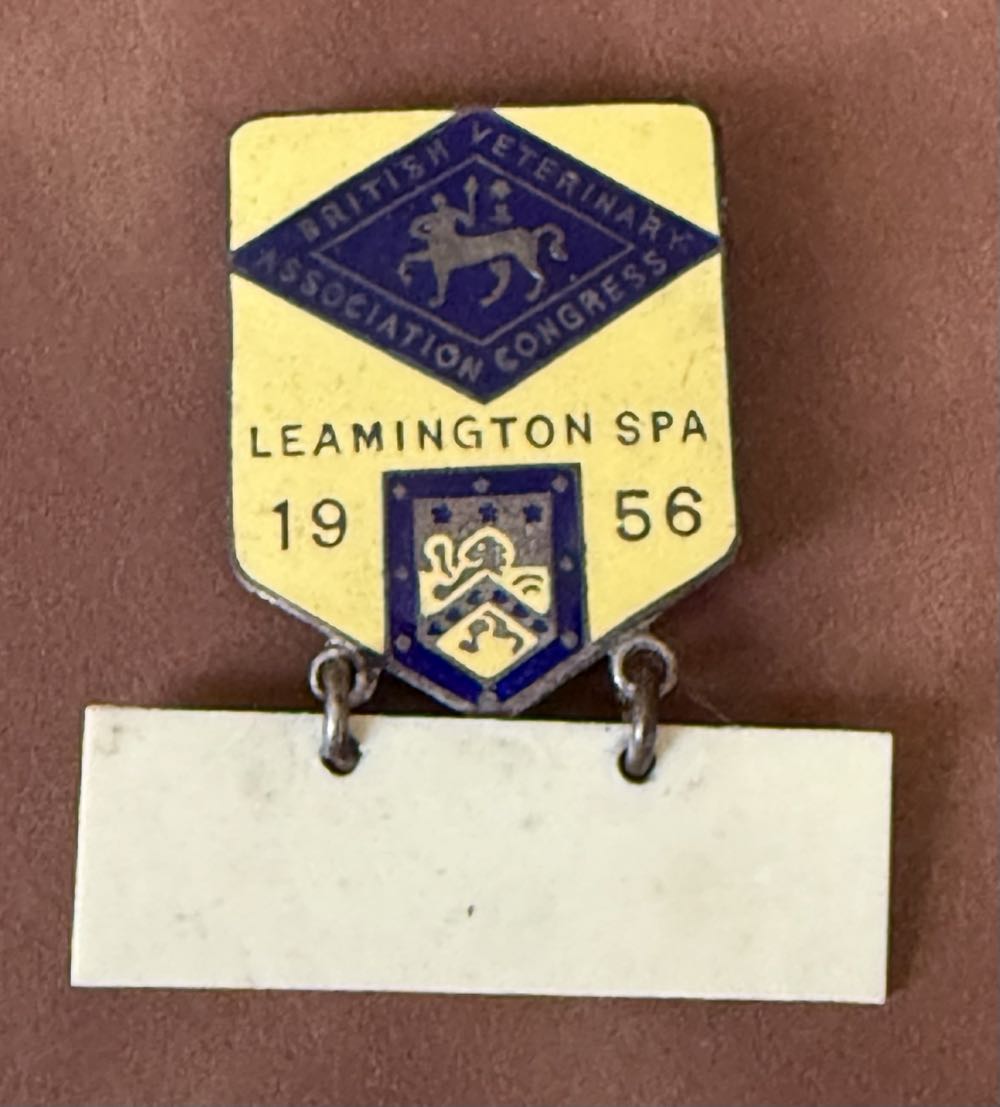 BRITISH VETERINARY
ASSOCIATION CONGRESS
LEAMINGTON SPA
19 56